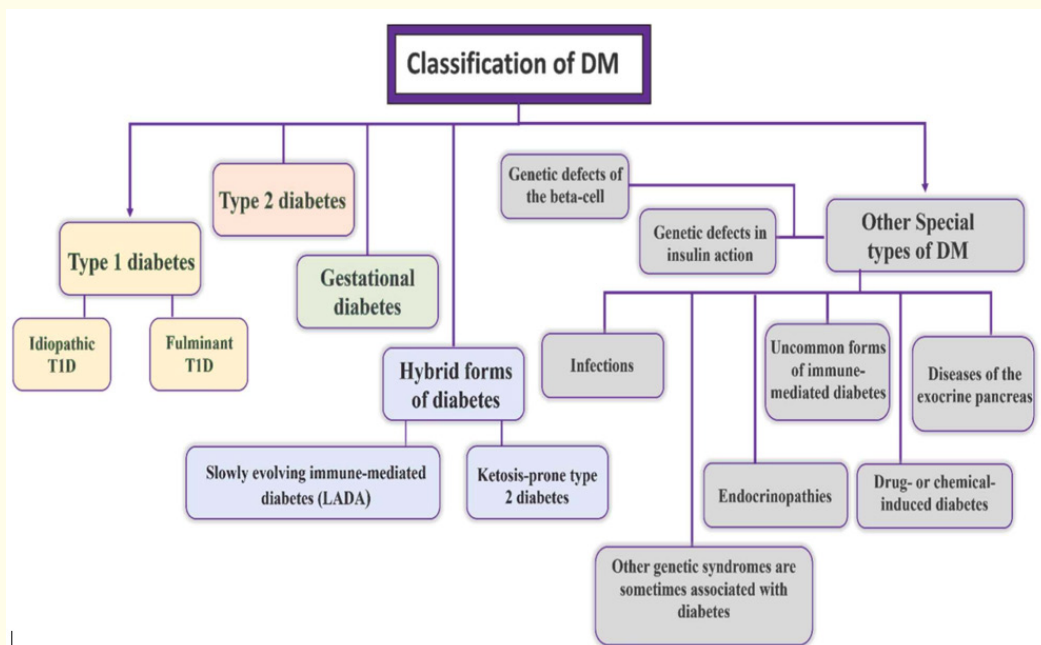 Classification of DM
Type 2 diabetes
Genetic defects of
the beta-cell
Type 1 diabetes
Gestational
diabetes
Genetic defects in
insulin action
Other Special
types of DM
Idiopathic
T1D
Fulminant
T1D
Hybrid forms
of diabetes
Infections
Uncommon forms
of immune-
mediated diabetes
Diseases of the
exocrine pancreas
Slowly evolving immune-mediated
diabetes (LADA)
Ketosis-prone type
2 diabetes
Endocrinopathies
Drug- or chemical-
induced diabetes
Other genetic syndromes are
sometimes associated with
diabetes